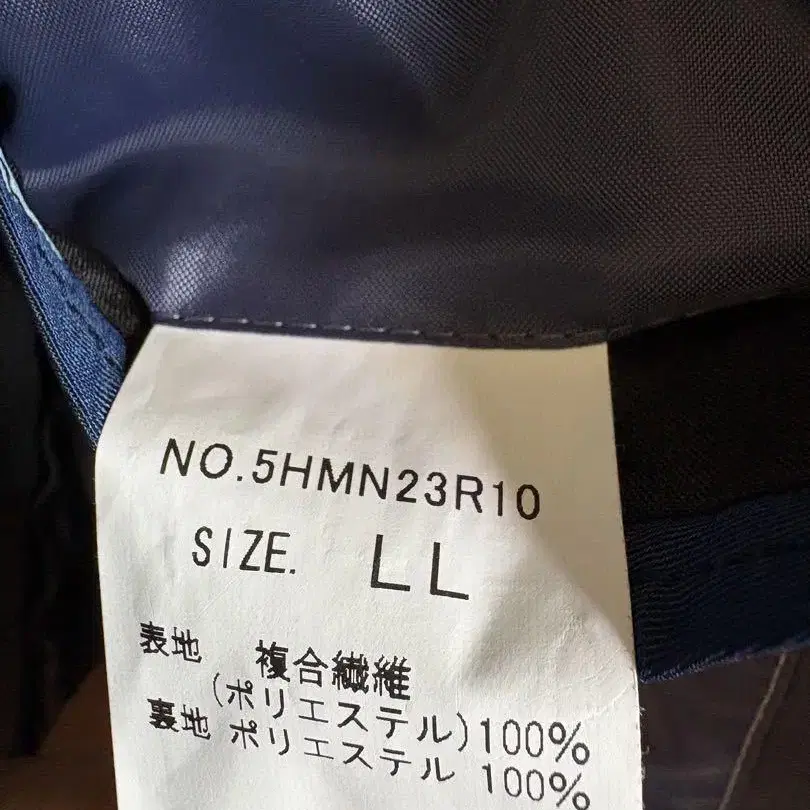 NO.5HMN23R10
SIZE. LL
表地 複合繊維
(ポリエステル)100%
裏地 ポリエステル 100%